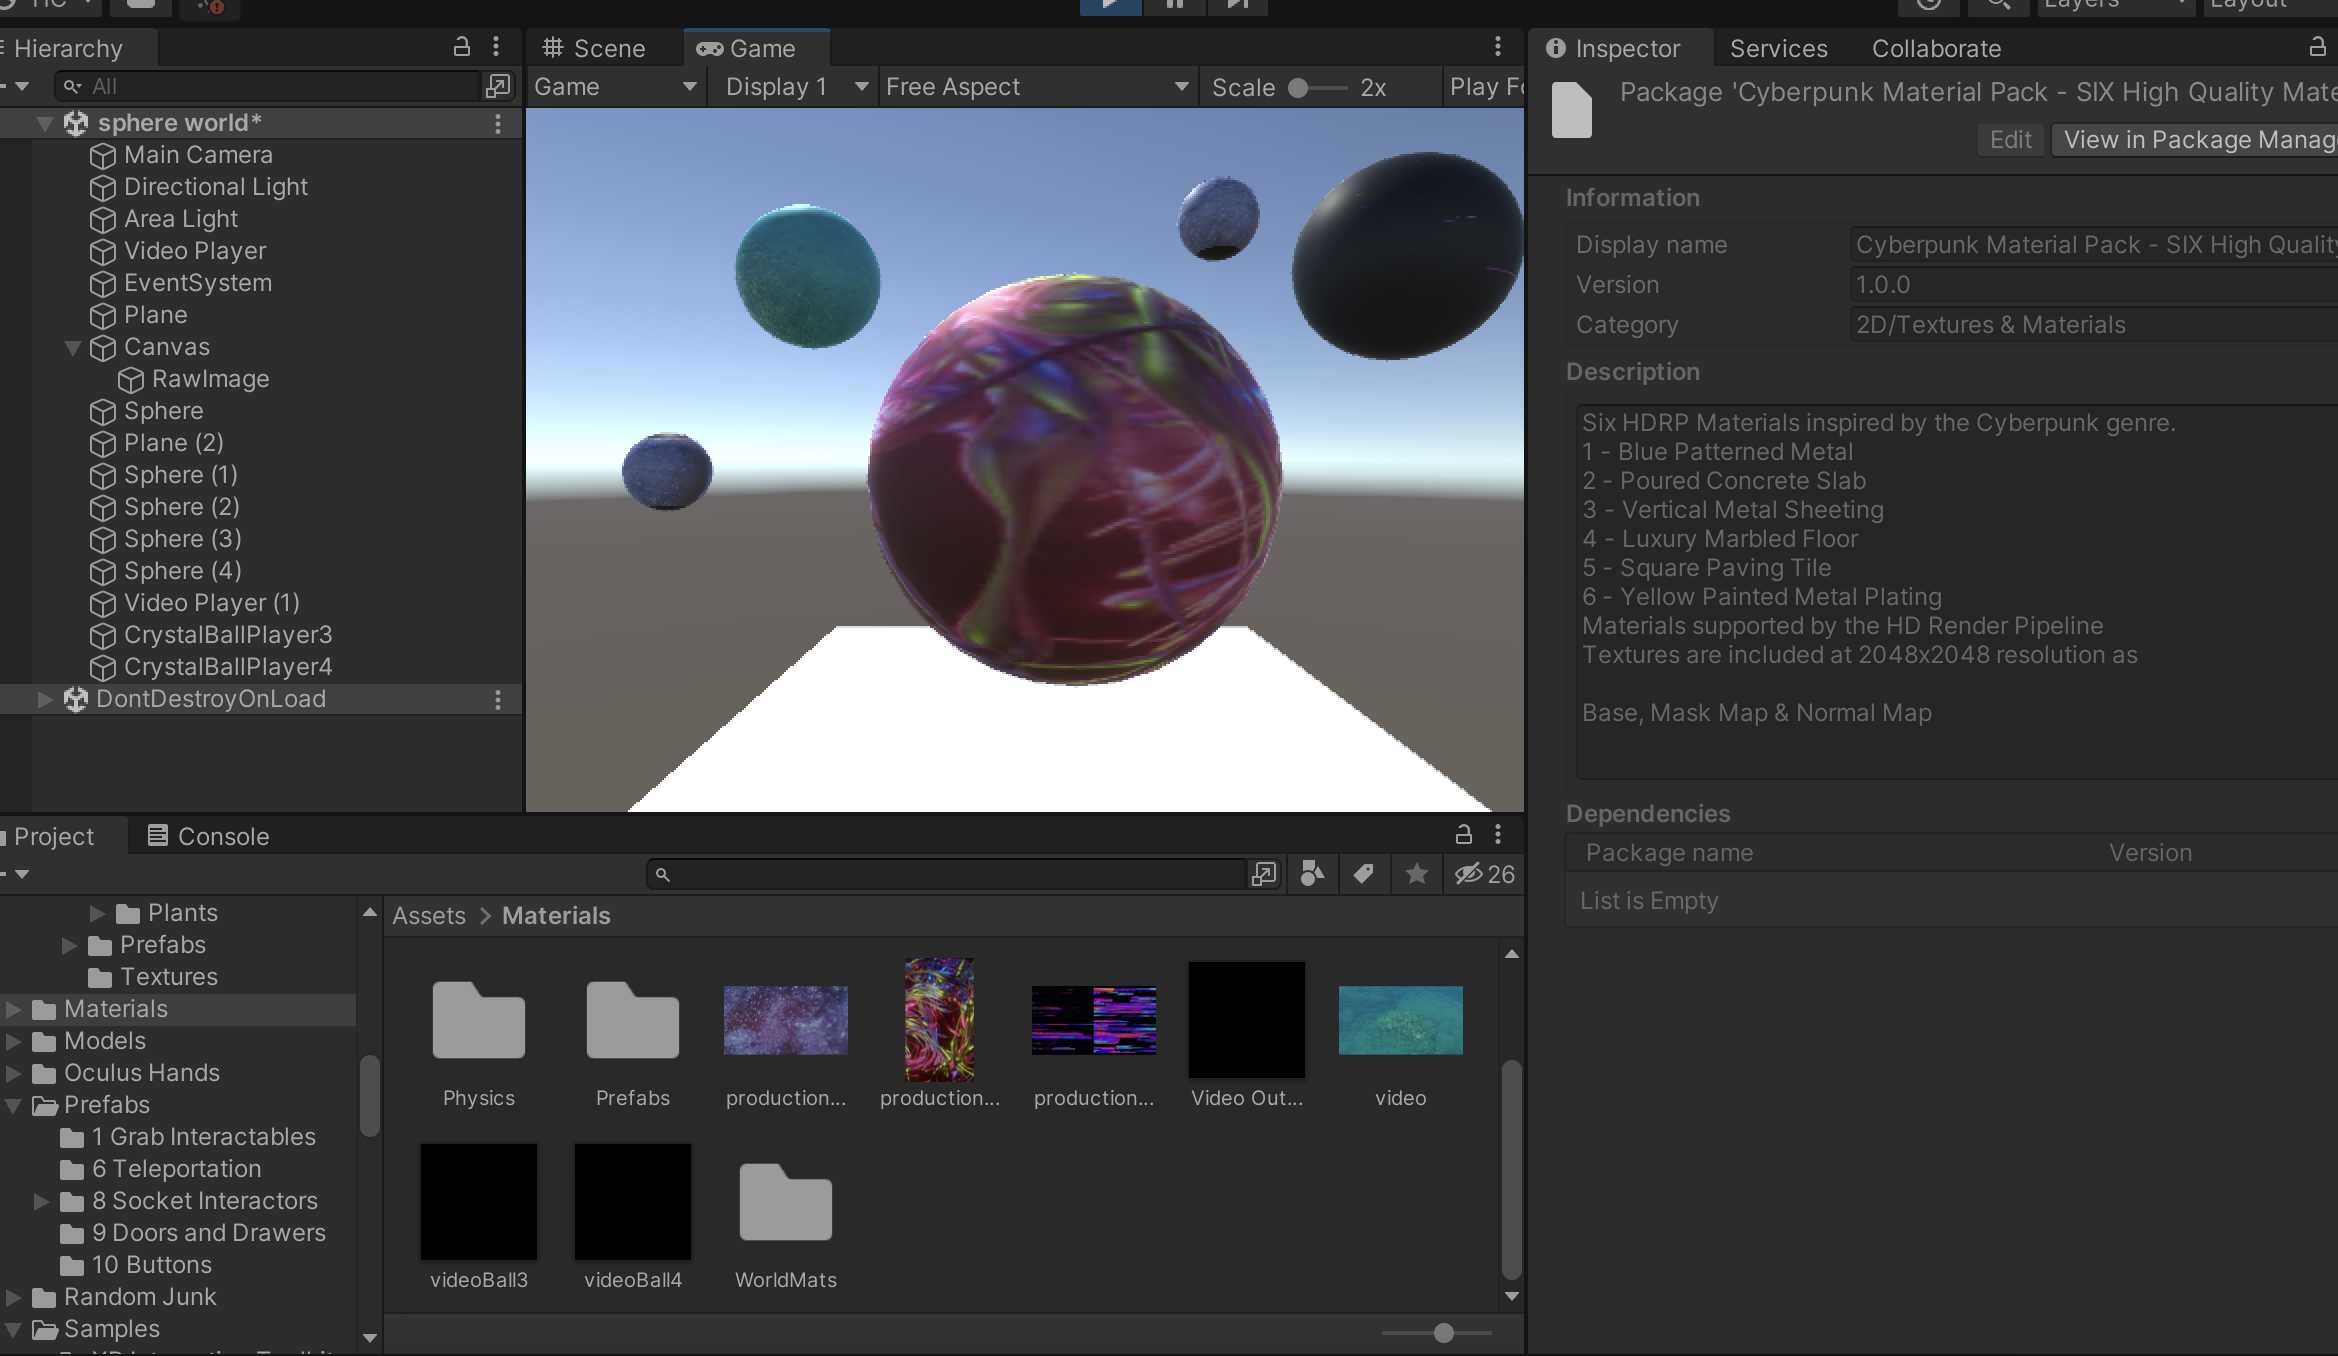 Layers
Layout
Hierarchy
All
sphere world*
Main Camera
Directional Light
Area Light
Video Player
EventSystem
Plane
Canvas
RawImage
Sphere
Plane (2)
Sphere (1)
Sphere (2)
Sphere (3)
Sphere (4)
Video Player (1)
CrystalBallPlayer3
CrystalBallPlayer4
DontDestroyOnLoad
Scene
Game
Game
Display 1
Free Aspect
Scale
2x
Play Fo
Inspector
Services
Collaborate
Package 'Cyberpunk Material Pack - SIX High Quality Mate
Edit
View in Package Manag
Information
Display name
Cyberpunk Material Pack - SIX High Quality
Version
1.0.0
Category
2D/Textures & Materials
Description
Six HDRP Materials inspired by the Cyberpunk genre.
1 - Blue Patterned Metal
2 - Poured Concrete Slab
3 - Vertical Metal Sheeting
4 - Luxury Marbled Floor
5 - Square Paving Tile
6 - Yellow Painted Metal Plating
Materials supported by the HD Render Pipeline
Textures are included at 2048x2048 resolution as
Base, Mask Map & Normal Map
Dependencies
Package name
Version
List is Empty
Project
Console
26
Plants
Prefabs
Textures
Materials
Models
Oculus Hands
Prefabs
1 Grab Interactables
6 Teleportation
8 Socket Interactors
9 Doors and Drawers
10 Buttons
Random Junk
Samples
Assets > Materials
Physics
Prefabs
production...
production...
production...
Video Out...
video
videoBall3
videoBall4
WorldMats